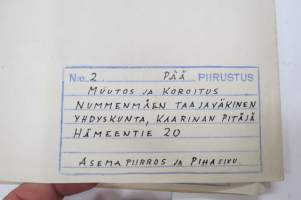 N:o 2. PÄÄ PIIRUSTUS
MUUTOS JA KOROITUS
NUMMENMÄEN TAAJAVÄKINEN
YHDYSKUNTA, KAARINAN PITÄJÄ
HÄMEENTIE 20
ASEMAPIIRROS JA PIHASIVU.